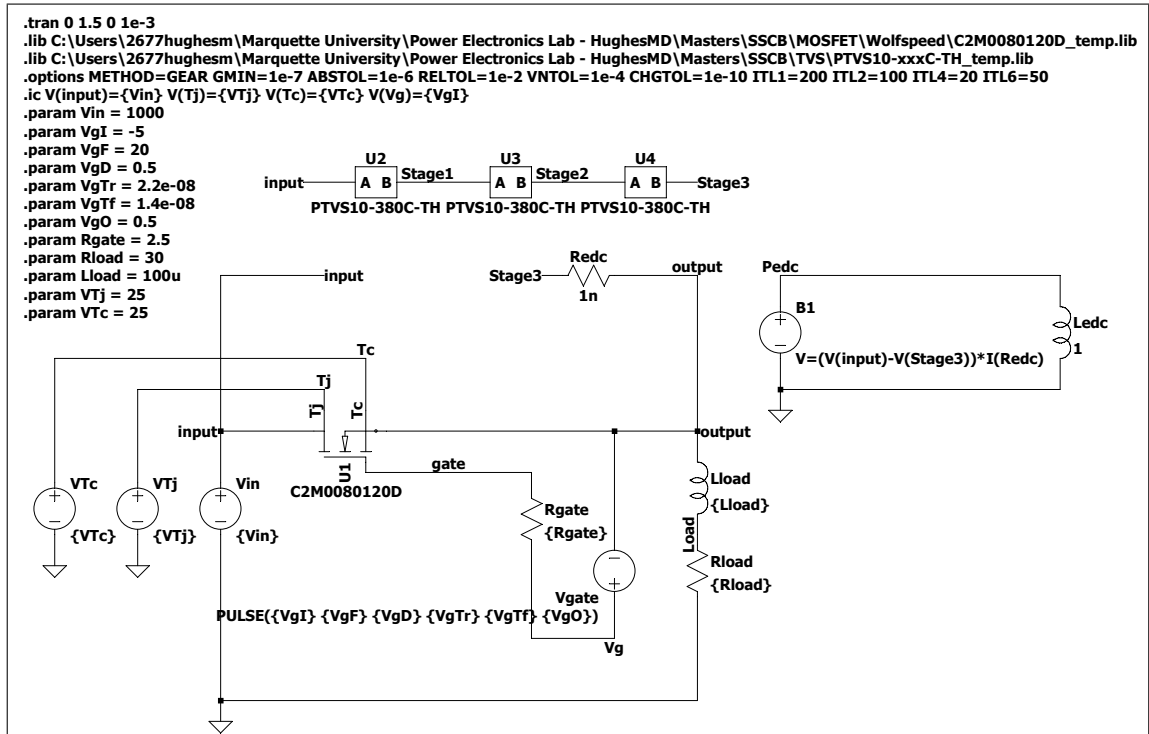 .tran 0 1.5 0 1e-3
.lib C:\Users\2677hughesm\Marquette University\Power Electronics Lab - HughesMD\Masters\SSCB\MOSFET\Wolfspeed\C2M0080120D_temp.lib
.lib C:\Users\2677hughesm\Marquette University\Power Electronics Lab - HughesMD\Masters\SSCB\TVS\PTVS10-xxxC-TH_temp.lib
.options METHOD=GEAR GMIN=1e-7 ABSTOL=1e-6 RELTOL=1e-2 VNTOL=1e-4 CHGTOL=1e-10 ITL1=200 ITL2=100 ITL4=20 ITL6=50
.ic V(input)={Vin} V(Tj)={VTj} V(Tc)={VTc} V(Vg)={VgI}
.param Vin = 1000
.param VgI = -5
.param VgF = 20
.param VgD = 0.5
.param VgTr = 2.2e-08
.param VgTf = 1.4e-08
.param VgO = 0.5
.param Rgate = 2.5
.param Rload = 30
.param Lload = 100u
.param VTj = 25
.param VTc = 25
U2 U3 U4
input A B Stage1 A B Stage2 A B Stage3
PTVS10-380C-TH PTVS10-380C-TH PTVS10-380C-TH
input
Stage3 Redc output
1n
Pedc
B1
V=(V(input)-V(Stage3))*I(Redc)
Ledc
1
Tc
Tj
Tj
Tc
input
output
U1
C2M0080120D
gate
VTc
{VTc}
VTj
{VTj}
Vin
{Vin}
Rgate
{Rgate}
Lload
{Lload}
Load
Rload
{Rload}
Vgate
PULSE({VgI} {VgF} {VgD} {VgTr} {VgTf} {VgO})
Vg